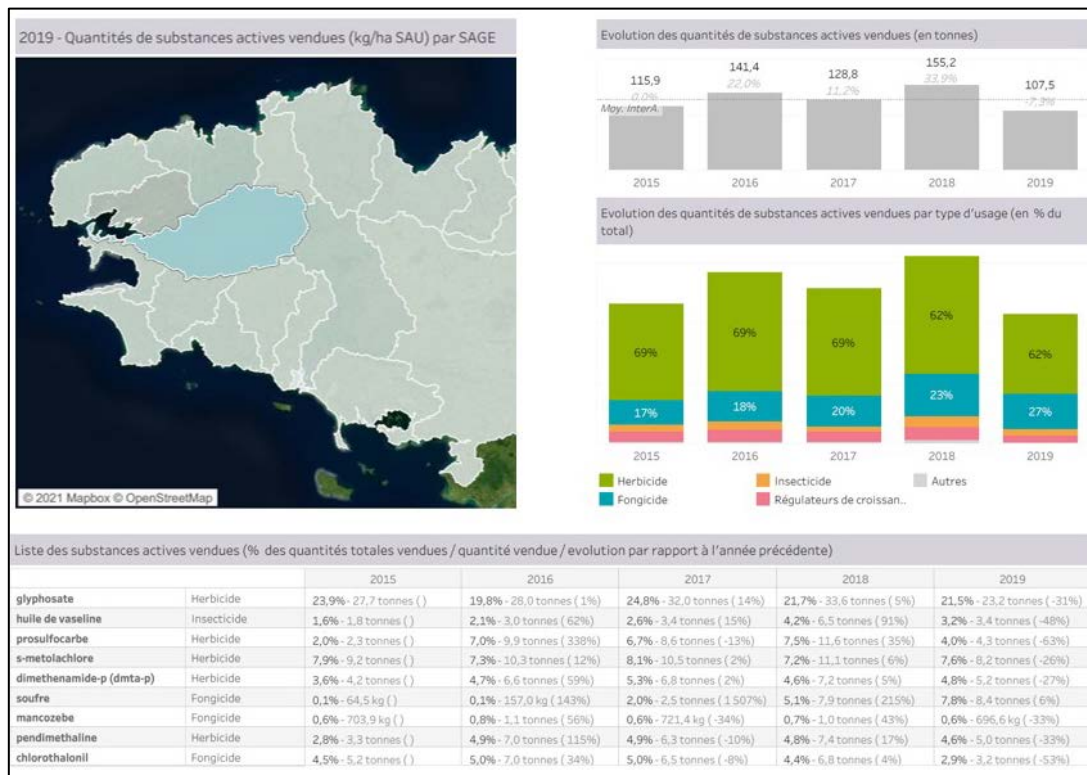 2019 - Quantités de substances actives vendues (kg/ha SAU) par SAGE
© 2021 Mapbox © OpenStreetMap
Evolution des quantités de substances actives vendues (en tonnes)
115,9 141,4 128,8 155,2 107,5
0,0% 22,0% 11,2% 33,9% -7,3%
Moy. InterA.
2015 2016 2017 2018 2019
Evolution des quantités de substances actives vendues par type d'usage (en % du
total)
69% 69% 69% 62% 62%
17% 18% 20% 23% 27%
2015 2016 2017 2018 2019
Herbicide Insecticide Autres
Fongicide Régulateurs de croissan..
Liste des substances actives vendues (% des quantités totales vendues / quantité vendue / evolution par rapport à l'année précédente)
2015 2016 2017 2018 2019
glyphosate Herbicide 23,9% - 27,7 tonnes ( ) 19,8% - 28,0 tonnes ( 1%) 24,8% - 32,0 tonnes ( 14%) 21,7% - 33,6 tonnes ( 5%) 21,5% - 23,2 tonnes ( -31%)
huile de vaseline Insecticide 1,6% - 1,8 tonnes ( ) 2,1% - 3,0 tonnes ( 62%) 2,6% - 3,4 tonnes ( 15%) 4,2% - 6,5 tonnes ( 91%) 3,2% - 3,4 tonnes ( -48%)
prosulfocarbe Herbicide 2,0% - 2,3 tonnes ( ) 7,0% - 9,9 tonnes ( 338%) 6,7% - 8,6 tonnes ( -13%) 7,5% - 11,6 tonnes ( 35%) 4,0% - 4,3 tonnes ( -63%)
s-metolachlore Herbicide 7,9% - 9,2 tonnes ( ) 7,3% - 10,3 tonnes ( 12%) 8,1% - 10,5 tonnes ( 2%) 7,2% - 11,1 tonnes ( 6%) 7,6% - 8,2 tonnes ( -26%)
dimethenamide-p (dmta-p) Herbicide 3,6% - 4,2 tonnes ( ) 4,7% - 6,6 tonnes ( 59%) 5,3% - 6,8 tonnes ( 2%) 4,6% - 7,2 tonnes ( 5%) 4,8% - 5,2 tonnes ( -27%)
soufre Fongicide 0,1% - 64,5 kg ( ) 0,1% - 157,0 kg ( 143%) 2,0% - 2,5 tonnes ( 1 507%) 5,1% - 7,9 tonnes ( 215%) 7,8% - 8,4 tonnes ( 6%)
mancozebe Fongicide 0,6% - 703,9 kg ( ) 0,8% - 1,1 tonnes ( 56%) 0,6% - 721,4 kg ( -34%) 0,7% - 1,0 tonnes ( 43%) 0,6% - 696,6 kg ( -33%)
pendimethaline Herbicide 2,8% - 3,3 tonnes ( ) 4,9% - 7,0 tonnes ( 115%) 4,9% - 6,3 tonnes ( -10%) 4,8% - 7,4 tonnes ( 17%) 4,6% - 5,0 tonnes ( -33%)
chlorothalonil Fongicide 4,5% - 5,2 tonnes ( ) 5,0% - 7,0 tonnes ( 34%) 5,0% - 6,5 tonnes ( -8%) 4,4% - 6,8 tonnes ( 4%) 2,9% - 3,2 tonnes ( -53%)